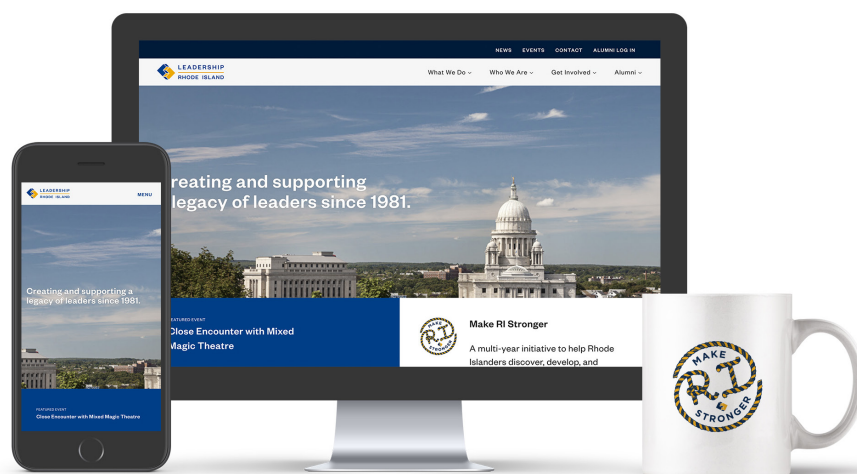 NEWS EVENTS CONTACT ALUMNI LOG IN
LEADERSHIP
RHODE ISLAND
What We Do Who We Are Get Involved Alumni
reating and supporting
legacy of leaders since 1981.
FEATURED EVENT
Close Encounter with Mixed
Magic Theatre
MAKE
RI
STRONGER
Make RI Stronger
A multi-year initiative to help Rhode
Islanders discover, develop, and
LEADERSHIP
RHODE ISLAND
MENU
Creating and supporting a
legacy of leaders since 1981.
FEATURED EVENT
Close Encounter with Mixed Magic Theatre
MAKE
RI
STRONGER